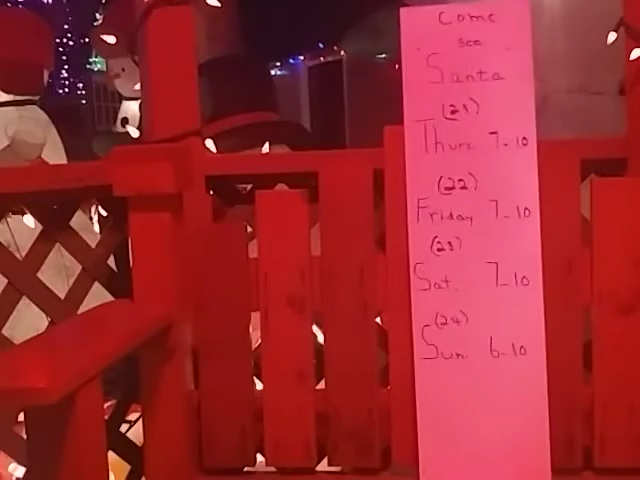 Come
see
Santa
(21)
Thurs 7-10
(22)
Friday 7-10
(23)
Sat. 7-10
(24)
Sun 6-10